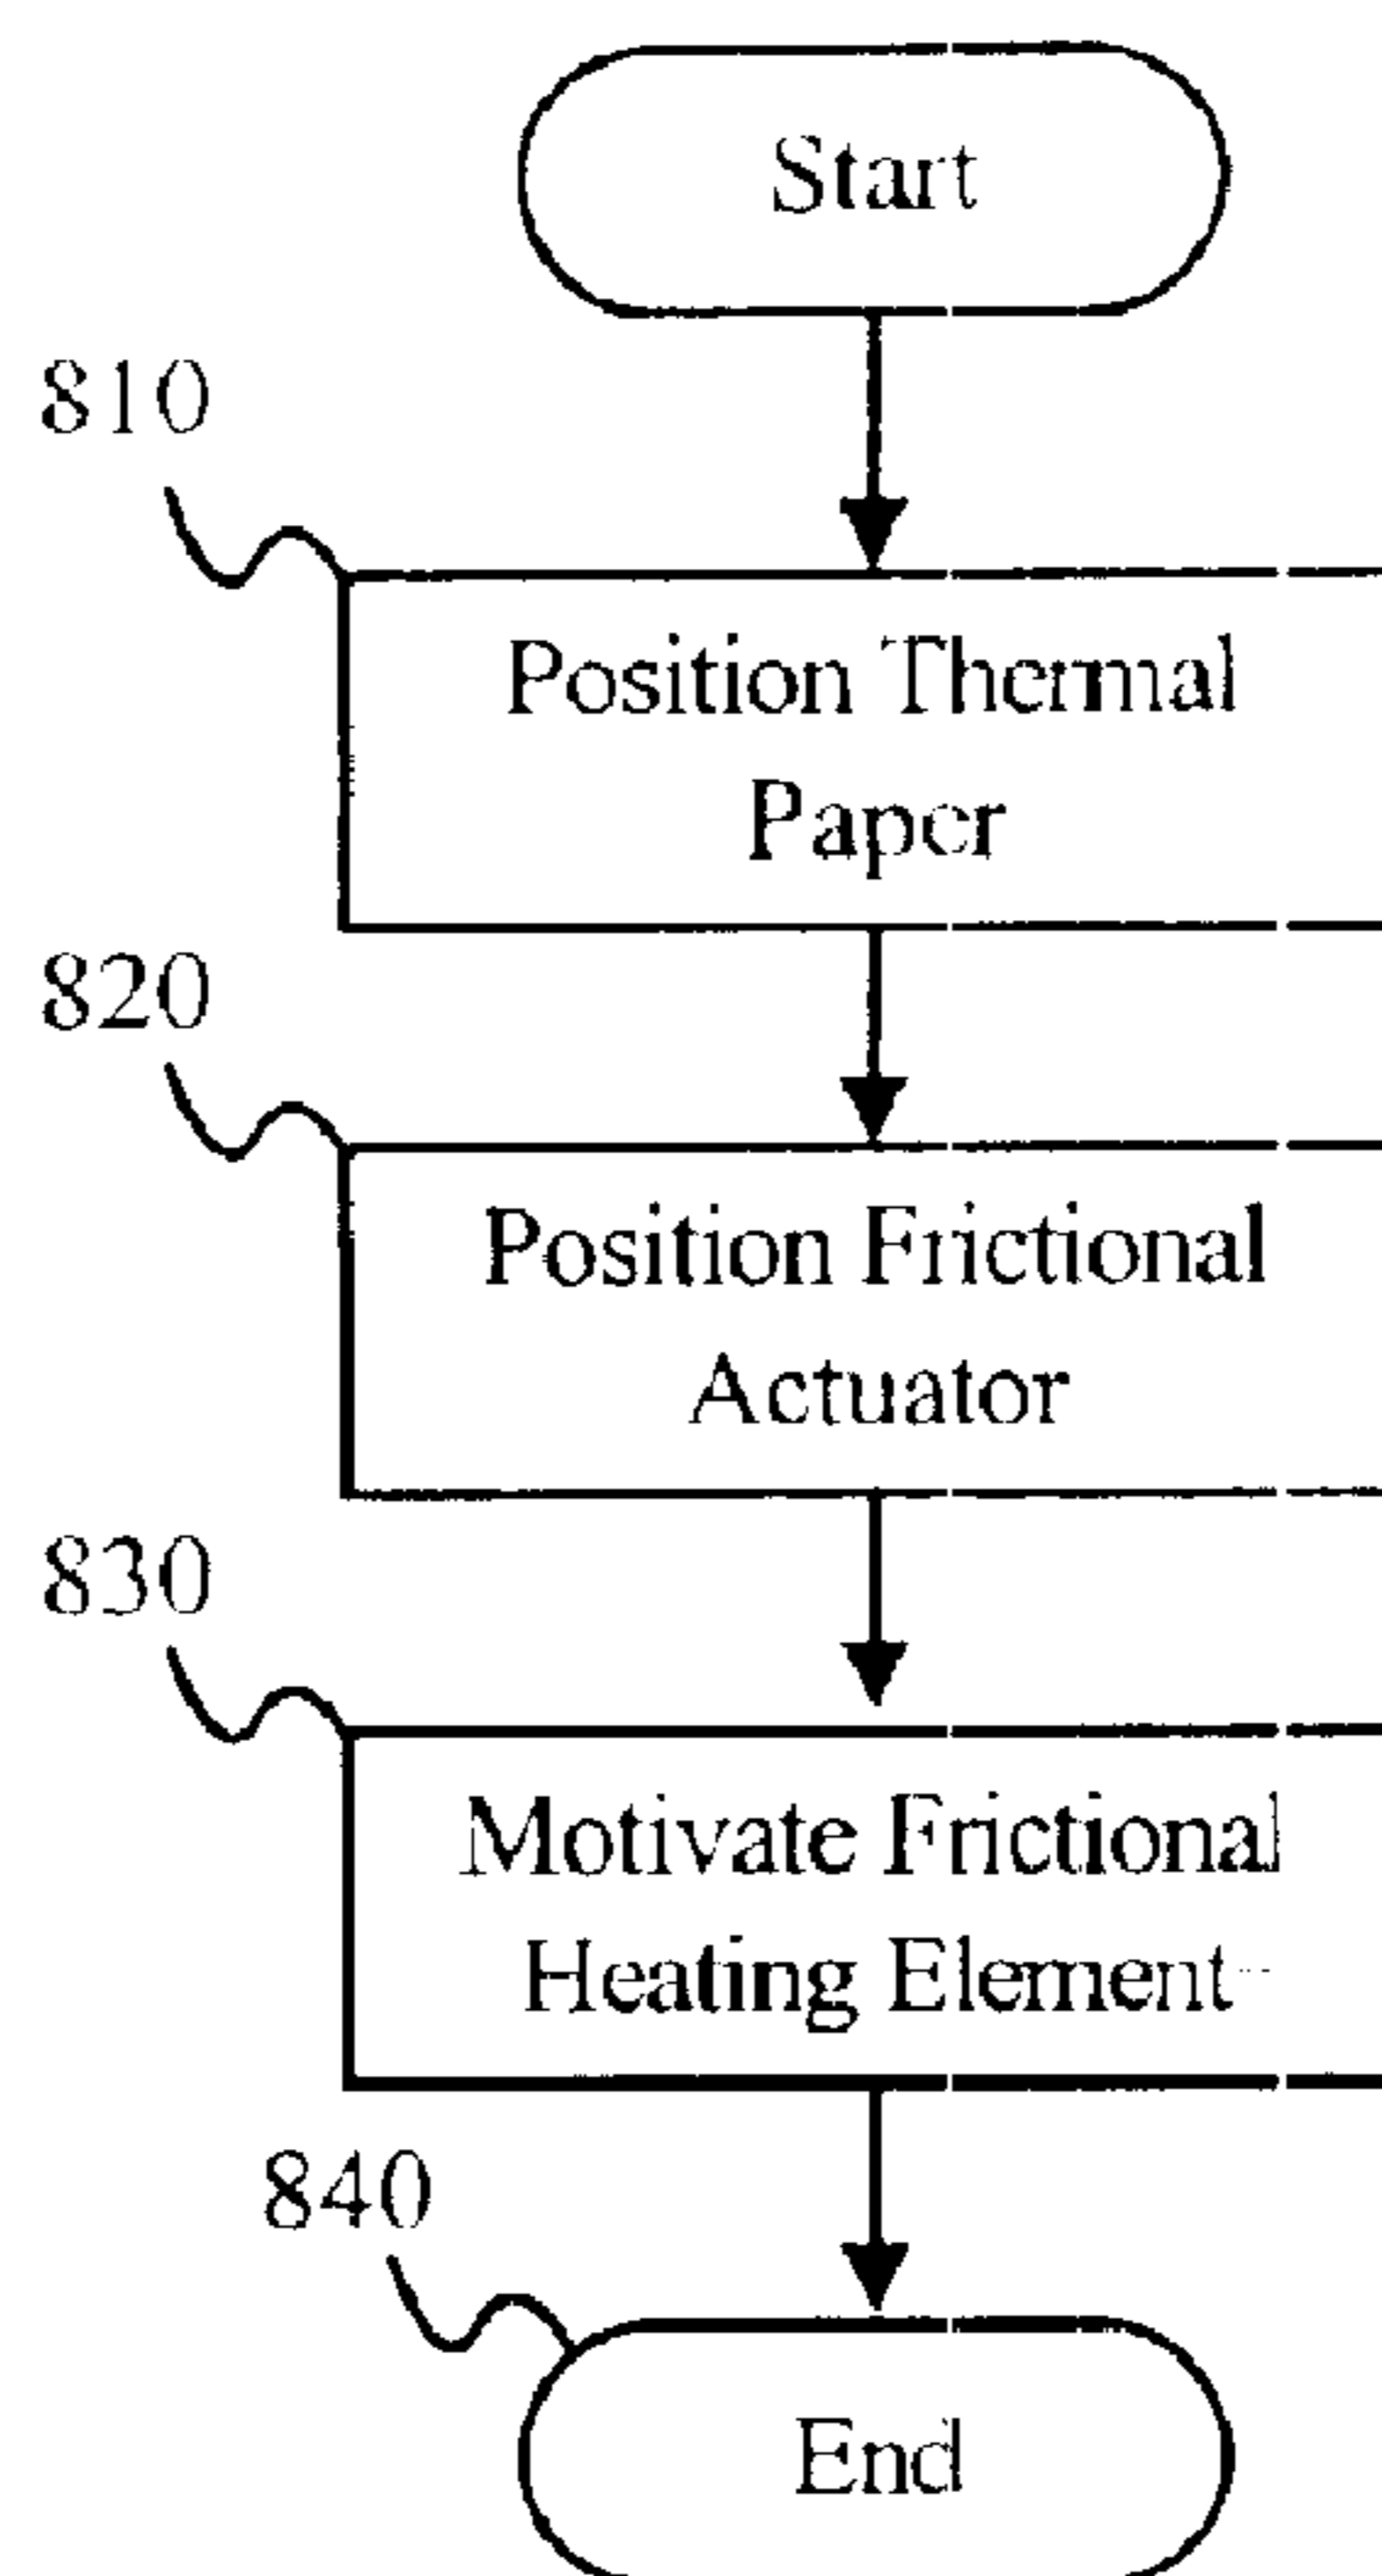 Start
810
Position Thermal
Paper
820
Position Frictional
Actuator
830
Motivate Frictional
Heating Element
840
End